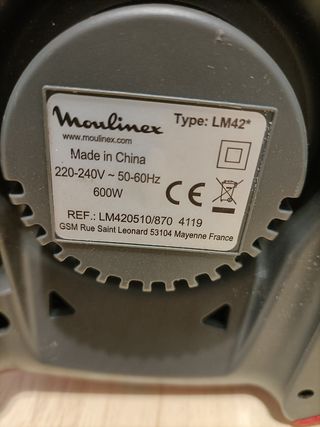 Moulinex Type: LM42*
www.moulinex.com
Made in China
220-240V ~ 50-60Hz
600W CE
REF.: LM420510/870 4119
GSM Rue Saint Leonard 53104 Mayenne France